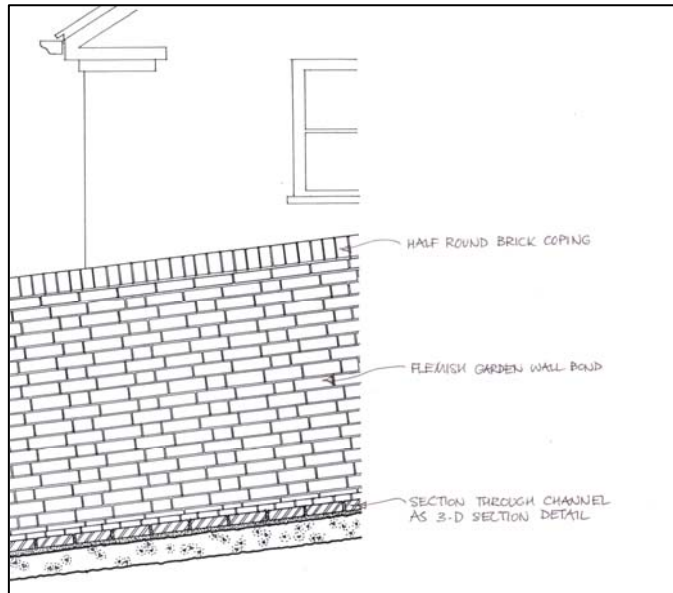 HALF ROUND BRICK COPING
FLEMISH GARDEN WALL BOND
SECTION THROUGH CHANNEL
AS 3-D SECTION DETAIL